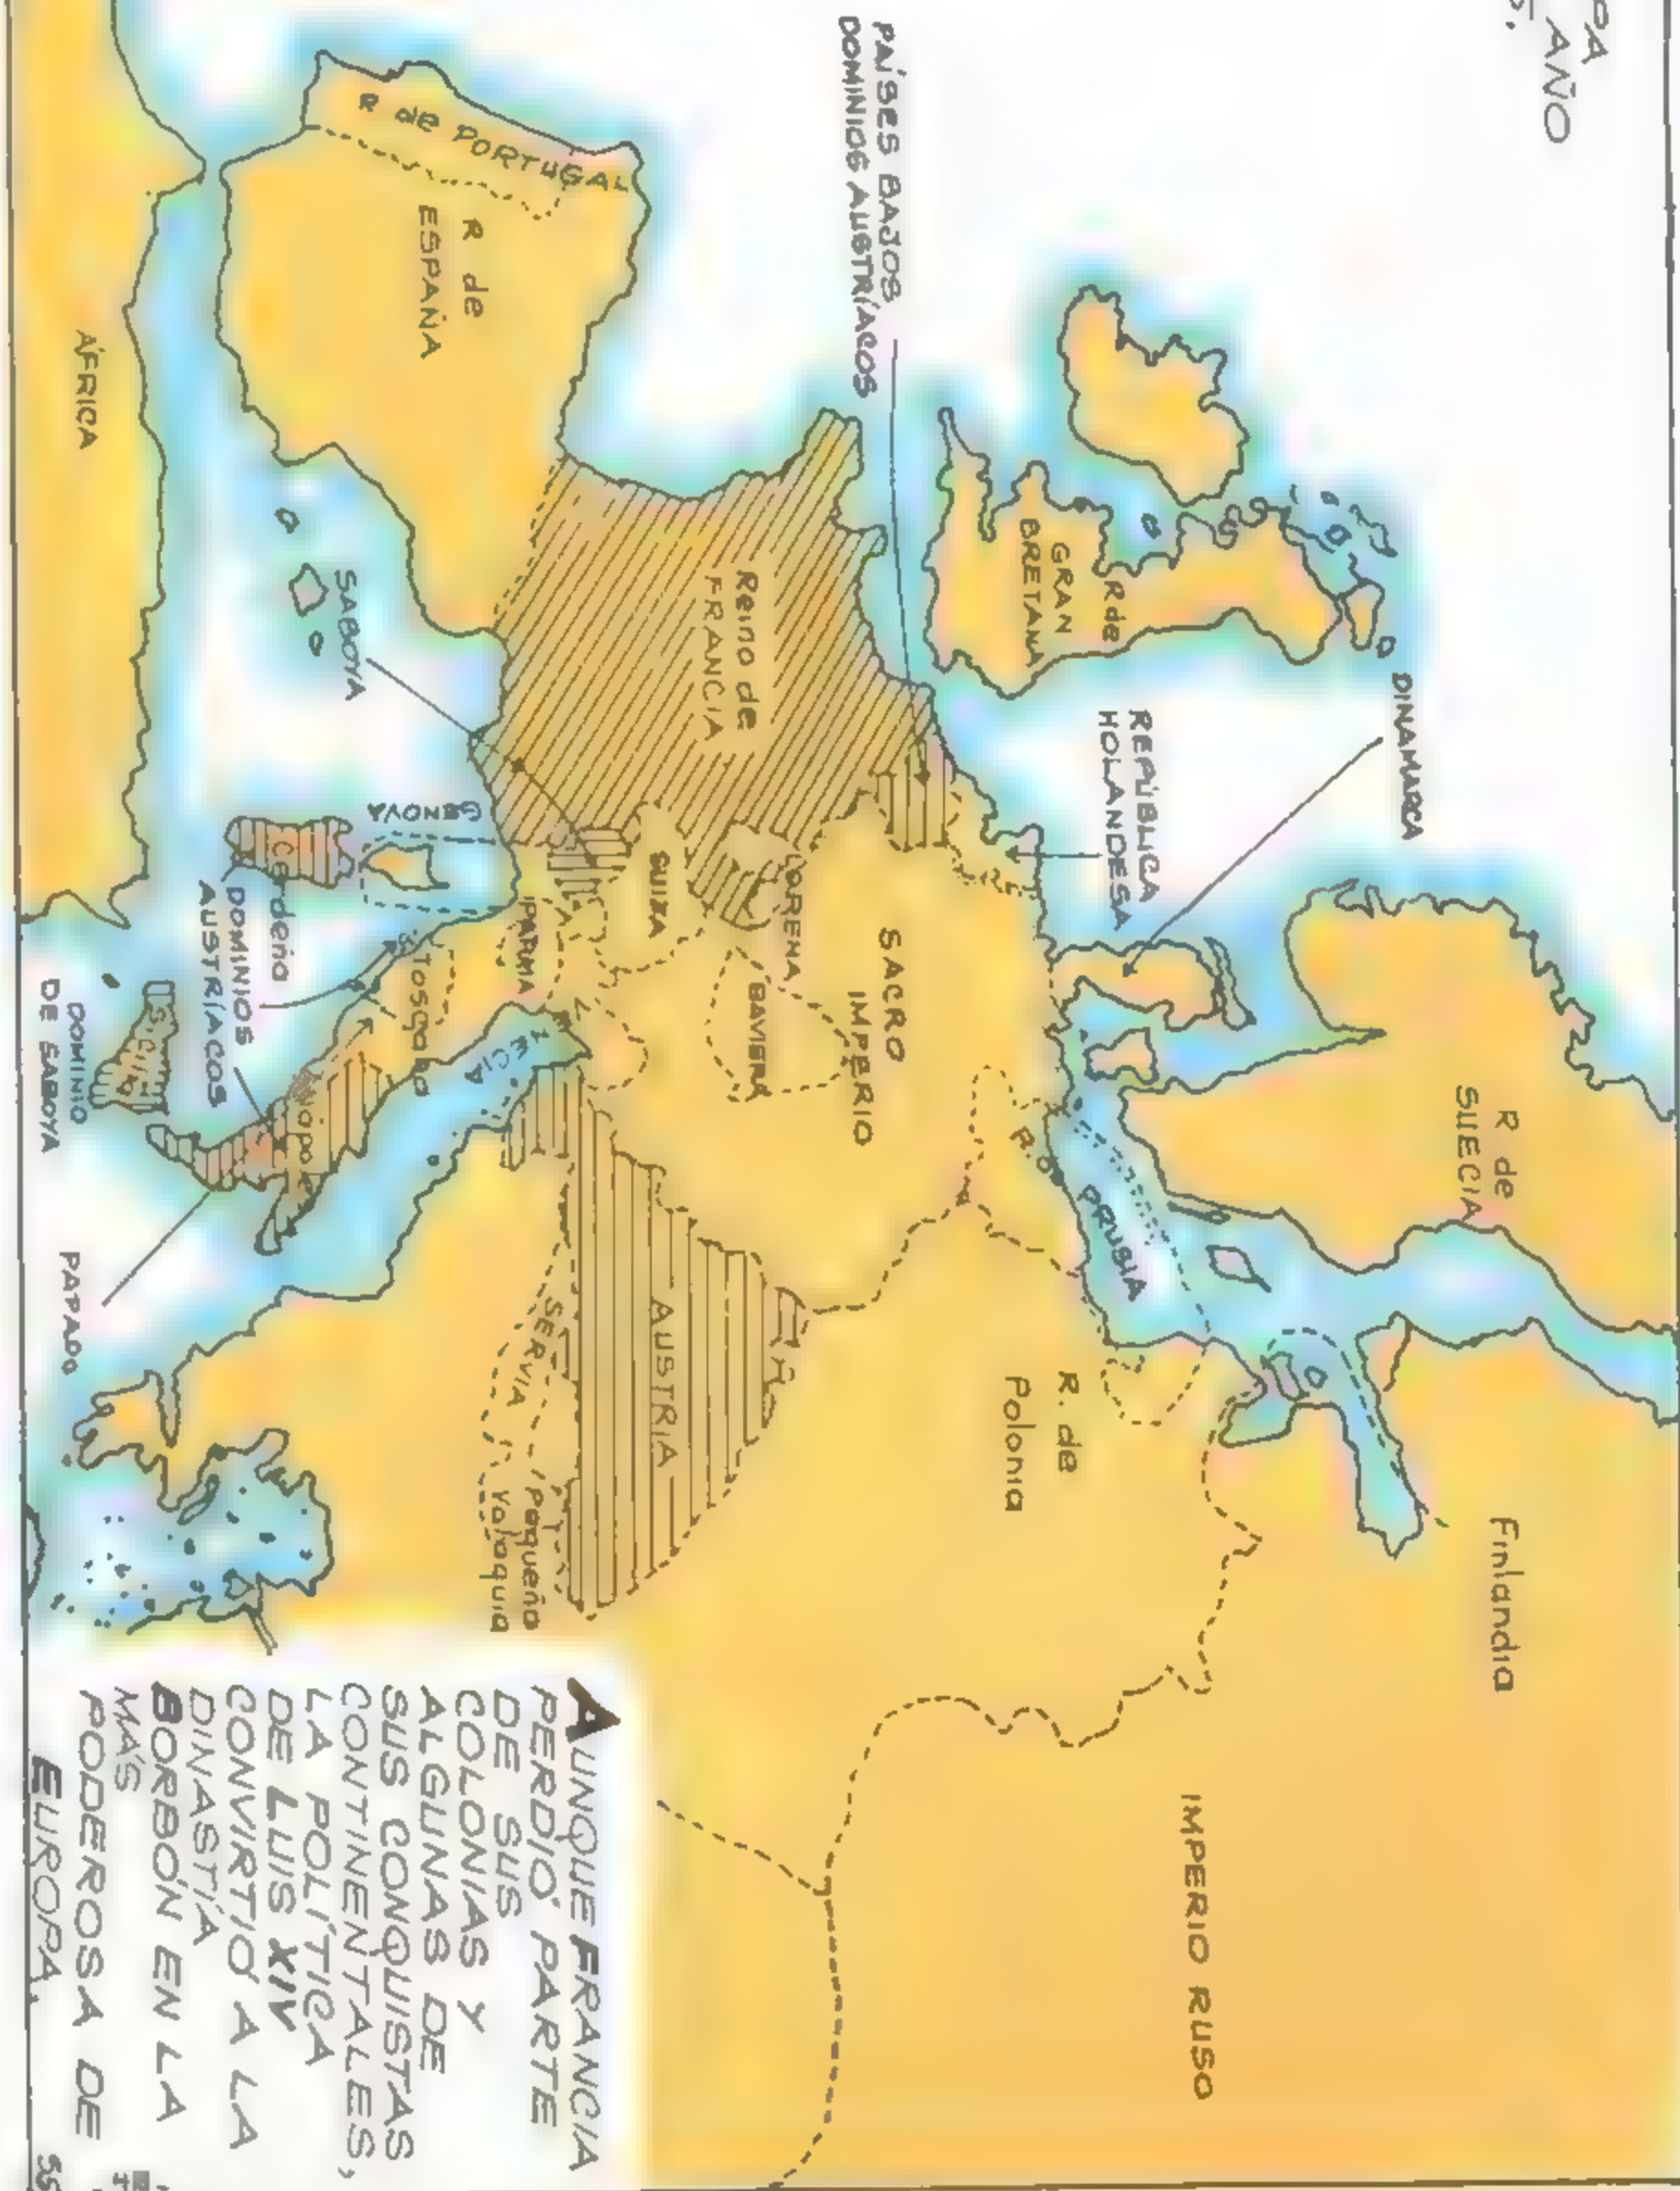 AÑO
PAÍSES BAJOS
DOMINIOS AUSTRÍACOS
R de PORTUGAL
R de
ESPAÑA
ÁFRICA
R de
GRAN
BRETAÑA
DINAMARCA
REPÚBLICA
HOLANDESA
Reino de
FRANCIA
SABOYA
GENOVA
SUIZA
LORENA
PARMA
BAVIERA
SACRO
IMPERIO
Cerdeña
DOMINIOS
AUSTRÍACOS
Toscana
Sicilia
DOMINIO
DE SABOYA
PAPADO
PRUSIA
R de
SUECIA
Finlandia
R. de
Polonia
AUSTRIA
SERVIA
Pequeña
Valaquia
IMPERIO RUSO
AUNQUE FRANCIA
PERDIÓ PARTE
DE SUS
COLONIAS Y
ALGUNAS DE
SUS CONQUISTAS
CONTINENTALES,
LA POLÍTICA
DE LUIS XIV
CONVIRTIÓ A LA
DINASTÍA
BORBÓN EN LA
MÁS
PODEROSA DE
EUROPA.